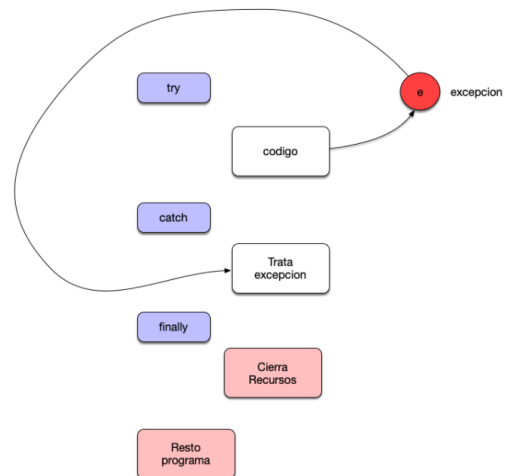 try
e
excepcion
codigo
catch
Trata
excepcion
finally
Cierra
Recursos
Resto
programa